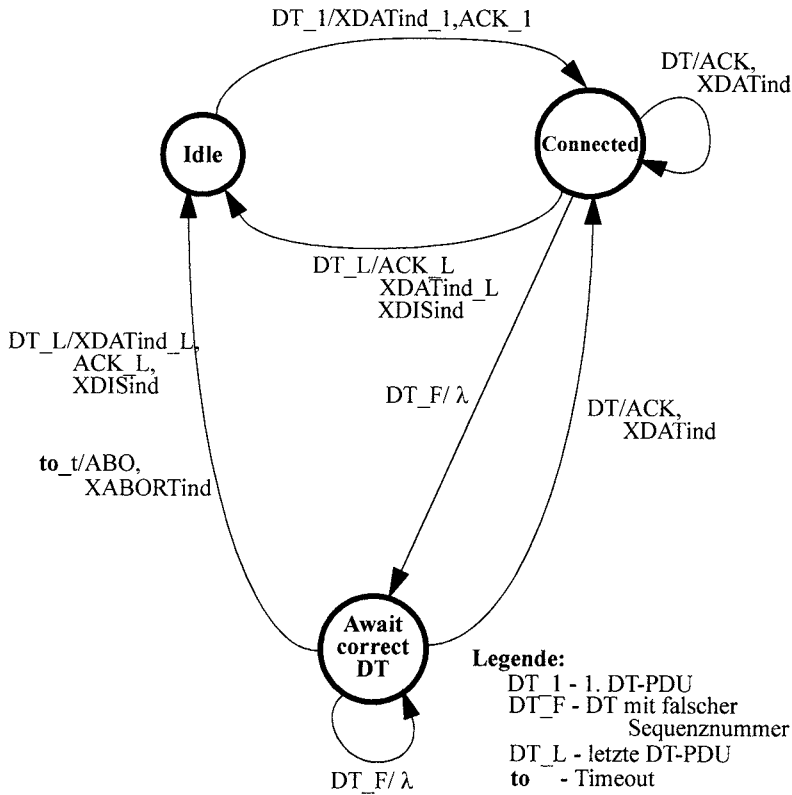 DT_1/XDATind_1,ACK_1
DT/ACK,
XDATind
Idle
Connected
DT_L/ACK_L
XDATind_L
XDISind
DT_L/XDATind_L,
ACK_L,
XDISind
DT_F/ λ
DT/ACK,
XDATind
to_t/ABO,
XABORTind
Await
correct
DT
Legende:
DT_1 - 1. DT-PDU
DT_F - DT mit falscher
Sequenznummer
DT_L - letzte DT-PDU
to - Timeout
DT_F/ λ